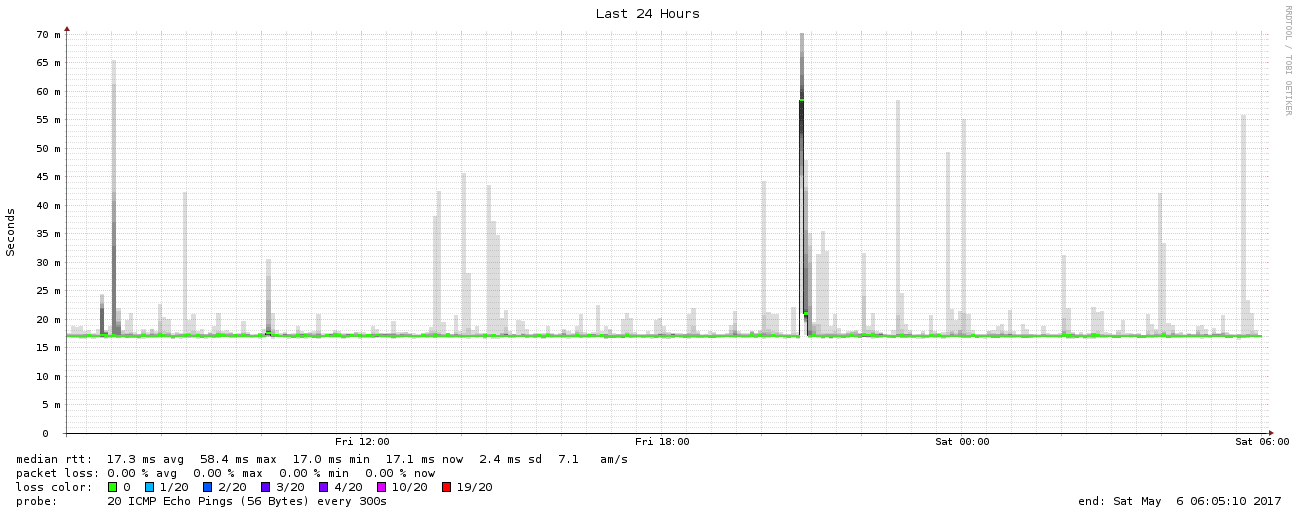 Last 24 Hours
RRDTOOL / TOBI OETIKER
Seconds
70 m
65 m
60 m
55 m
50 m
45 m
40 m
35 m
30 m
25 m
20 m
15 m
10 m
5 m
0
Fri 12:00 Fri 18:00 Sat 00:00 Sat 06:00
median rtt: 17.3 ms avg 58.4 ms max 17.0 ms min 17.1 ms now 2.4 ms sd 7.1 am/s
packet loss: 0.00 % avg 0.00 % max 0.00 % min 0.00 % now
loss color: 0 1/20 2/20 3/20 4/20 10/20 19/20
probe: 20 ICMP Echo Pings (56 Bytes) every 300s end: Sat May 6 06:05:10 2017